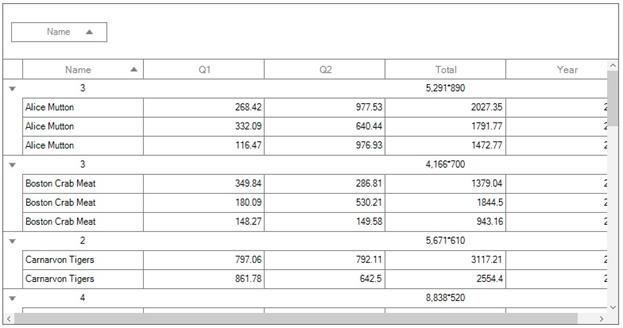 Name
Name Q1 Q2 Total Year
3 5,291*890
Alice Mutton 268.42 977.53 2027.35 2
Alice Mutton 332.09 640.44 1791.77 2
Alice Mutton 116.47 976.93 1472.77 2
3 4,166*700
Boston Crab Meat 349.84 286.81 1379.04 2
Boston Crab Meat 180.09 530.21 1844.5 2
Boston Crab Meat 148.27 149.58 943.16 2
2 5,671*610
Carnarvon Tigers 797.06 792.11 3117.21 2
Carnarvon Tigers 861.78 642.5 2554.4 2
4 8,838*520